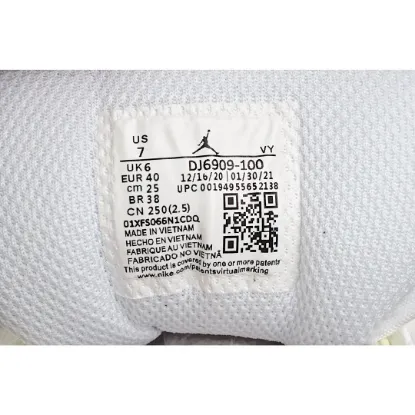 US
7 VY
UK 6 DJ6909-100
EUR 40 12/16/20 01/30/21
cm 25 UPC 00194955652138
BR 38
CN 250(2.5)
01XFS066N1CDQ
MADE IN VIETNAM
HECHO EN VIETNAM
FABRIQUE AU VIETNAM
FABRICADO NO VIETNÃ
This product is covered by one or more
www.nike.com/patentsvirtualmarking